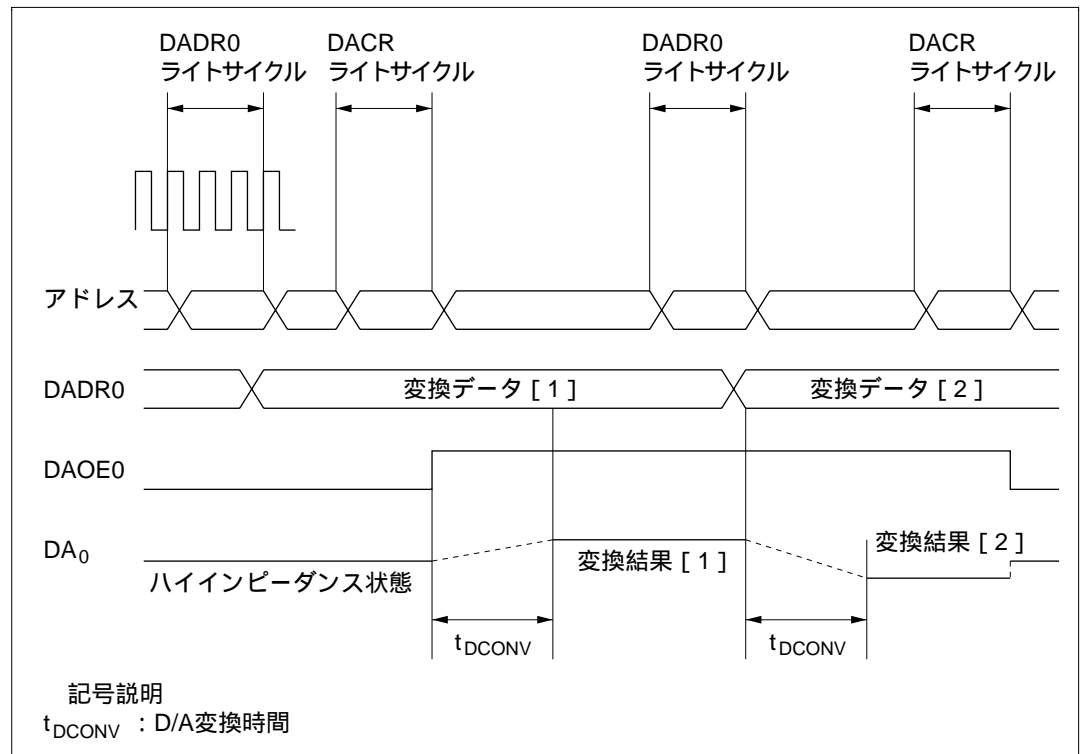 DADR0 DACR DADR0 DACR
ライトサイクル ライトサイクル ライトサイクル ライトサイクル
アドレス
DADR0 変換データ [ 1 ] 変換データ [ 2 ]
DAOE0
DA0 変換結果 [ 1 ] 変換結果 [ 2 ]
ハイインピーダンス状態
tDCONV tDCONV
記号説明
tDCONV : D/A変換時間